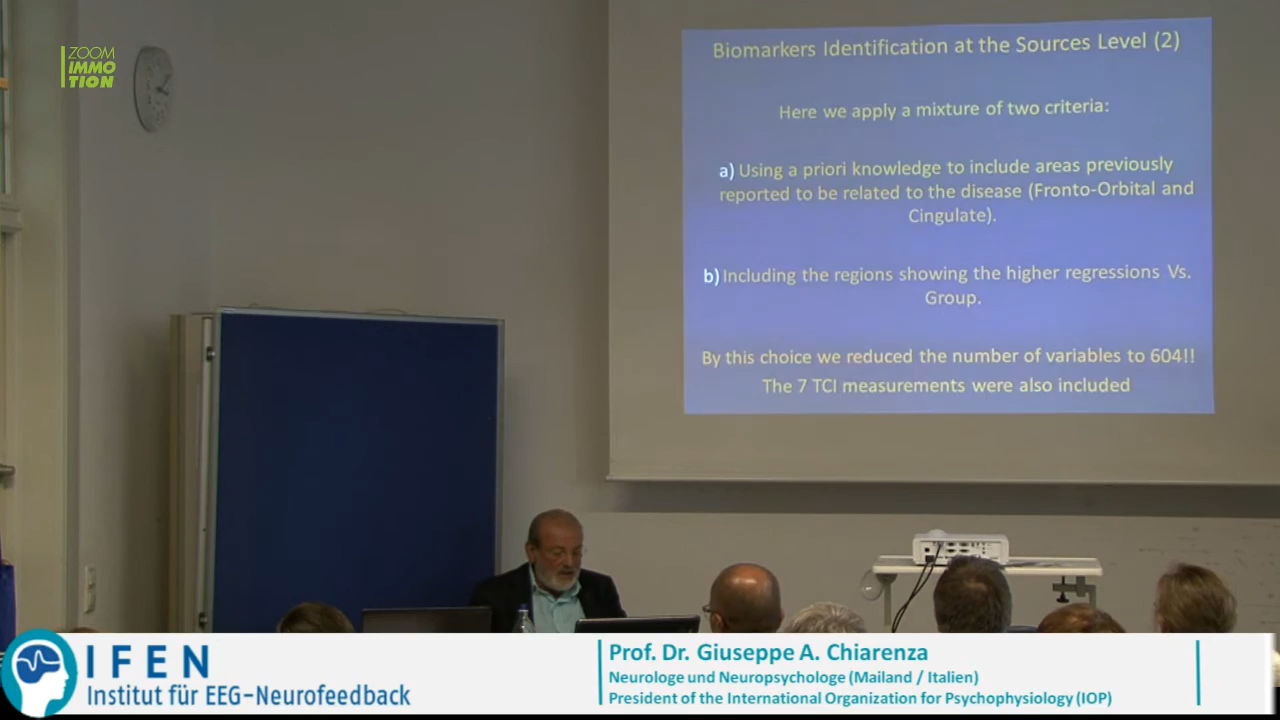 ZOOM
IMMO
TION
Biomarkers Identification at the Sources Level (2)
Here we apply a mixture of two criteria:
a) Using a priori knowledge to include areas previously
reported to be related to the disease (Fronto-Orbital and
Cingulate).
b) Including the regions showing the higher regressions Vs.
Group.
By this choice we reduced the number of variables to 604!!
The 7 TCI measurements were also included
IFEN
Institut für EEG-Neurofeedback
Prof. Dr. Giuseppe A. Chiarenza
Neurologe und Neuropsychologe (Mailand / Italien)
President of the International Organization for Psychophysiology (IOP)